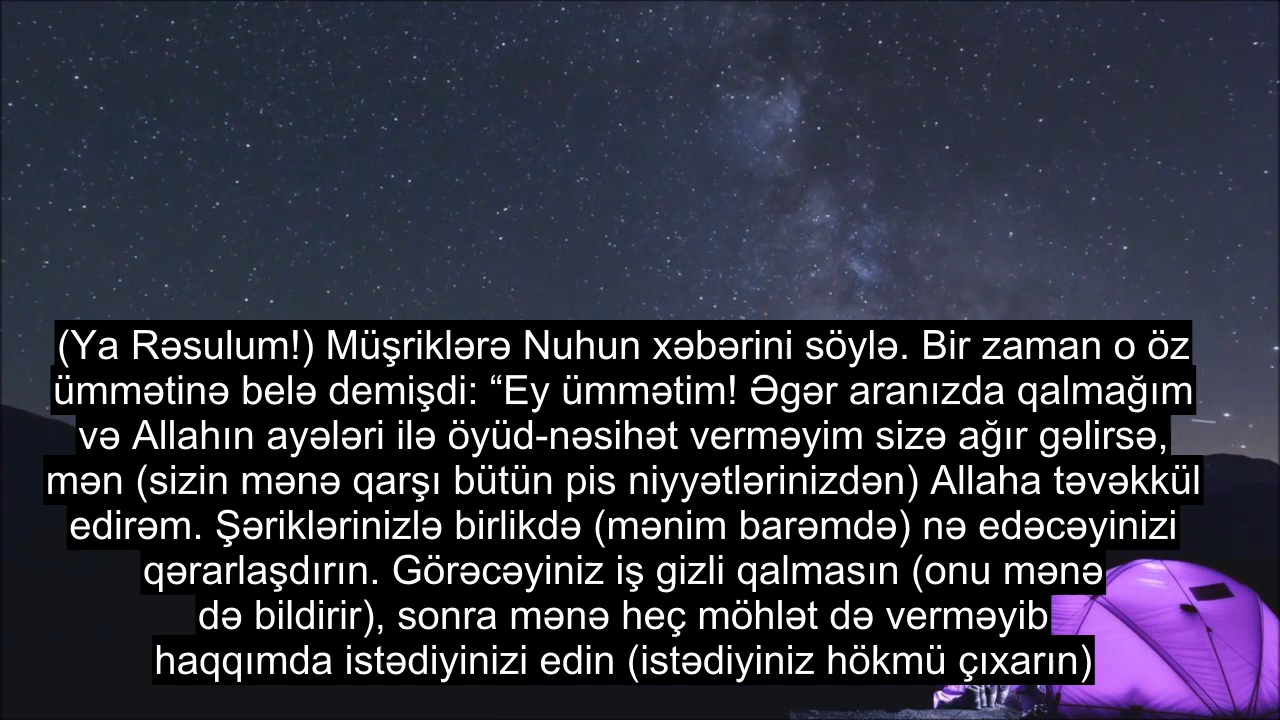 (Ya Rəsulum!) Müşriklərə Nuhun xəbərini söylə. Bir zaman o öz
ümmətinə belə demişdi: “Ey ümmətim! Əgər aranızda qalmağım
və Allahın ayələri ilə öyüd-nəsihət verməyim sizə ağır gəlirsə,
mən (sizin mənə qarşı bütün pis niyyətlərinizdən) Allaha təvəkkül
edirəm. Şəriklərinizlə birlikdə (mənim barəmdə) nə edəcəyinizi
qərarlaşdırın. Görəcəyiniz iş gizli qalmasın (onu mənə
də bildirir), sonra mənə heç möhlət də verməyib
haqqımda istədiyinizi edin (istədiyiniz hökmü çıxarın)